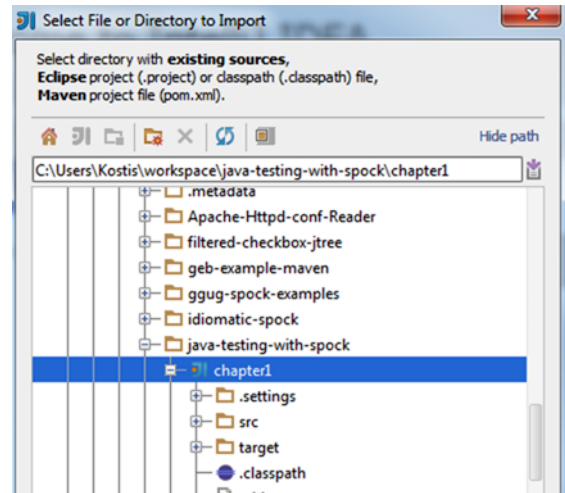 Select File or Directory to Import
Select directory with existing sources,
Eclipse project (.project) or classpath (.classpath) file,
Maven project file (pom.xml).
Hide path
C:\Users\Kostis\workspace\java-testing-with-spock\chapter1
.metadata
Apache-Httpd-conf-Reader
filtered-checkbox-jtree
geb-example-maven
ggug-spock-examples
idiomatic-spock
java-testing-with-spock
chapter1
.settings
src
target
.classpath